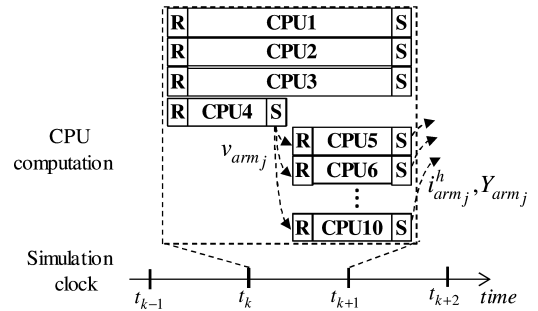 R CPU1 S
R CPU2 S
R CPU3 S
R CPU4 S
CPU computation
v_{arm_j}
R CPU5 S
R CPU6 S
⋮
R CPU10 S
i^h_{arm_j}, Y_{arm_j}
Simulation clock
t_{k-1} t_k t_{k+1} t_{k+2} time